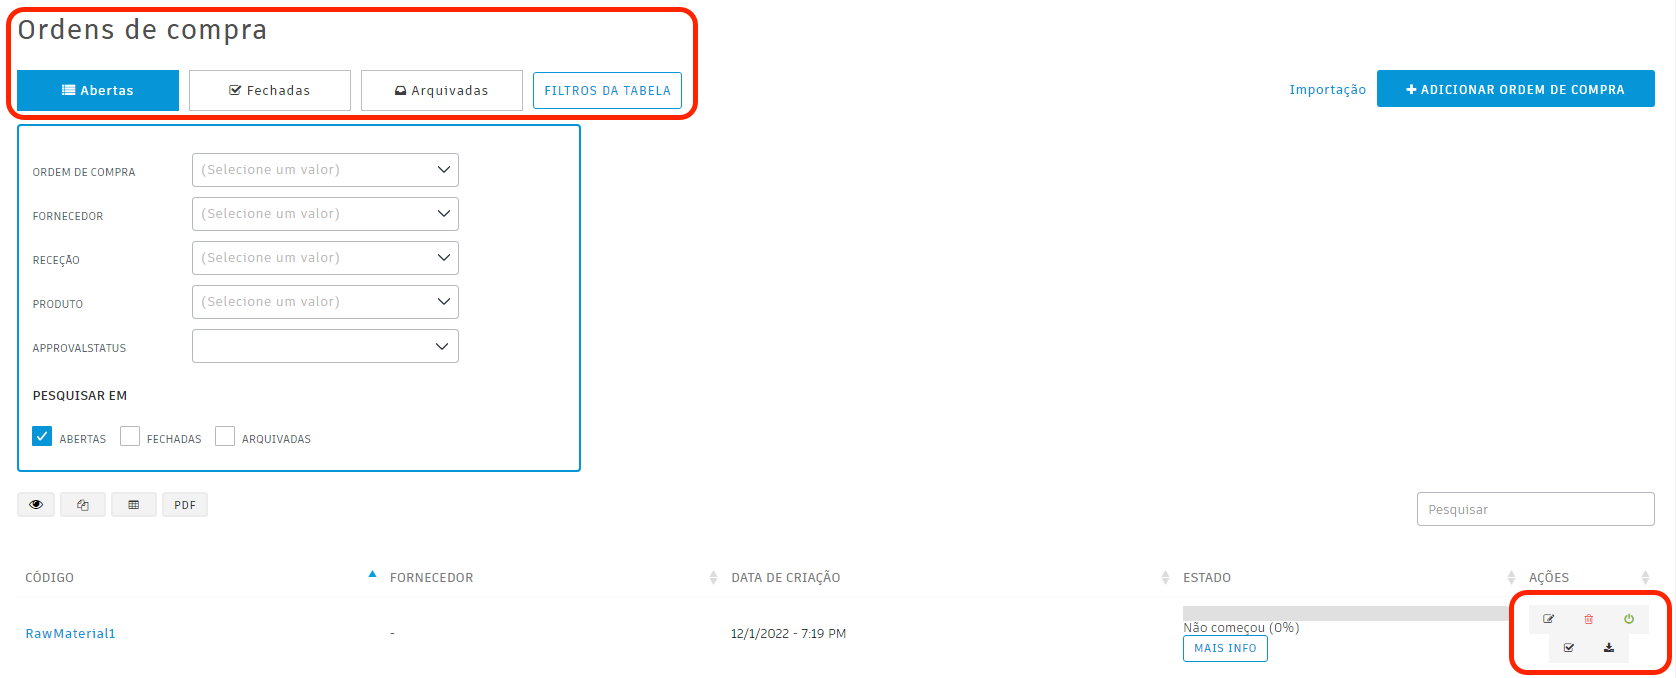 Ordens de compra
Abertas Fechadas Arquivadas FILTROS DA TABELA Importação ADICIONAR ORDEM DE COMPRA
ORDEM DE COMPRA (Selecione um valor)
FORNECEDOR (Selecione um valor)
RECEÇÃO (Selecione um valor)
PRODUTO (Selecione um valor)
APPROVALSTATUS
PESQUISAR EM
ABERTAS FECHADAS ARQUIVADAS
PDF Pesquisar
CÓDIGO FORNECEDOR DATA DE CRIAÇÃO ESTADO AÇÕES
RawMaterial1 - 12/1/2022 - 7:19 PM Não começou (0%)
MAIS INFO